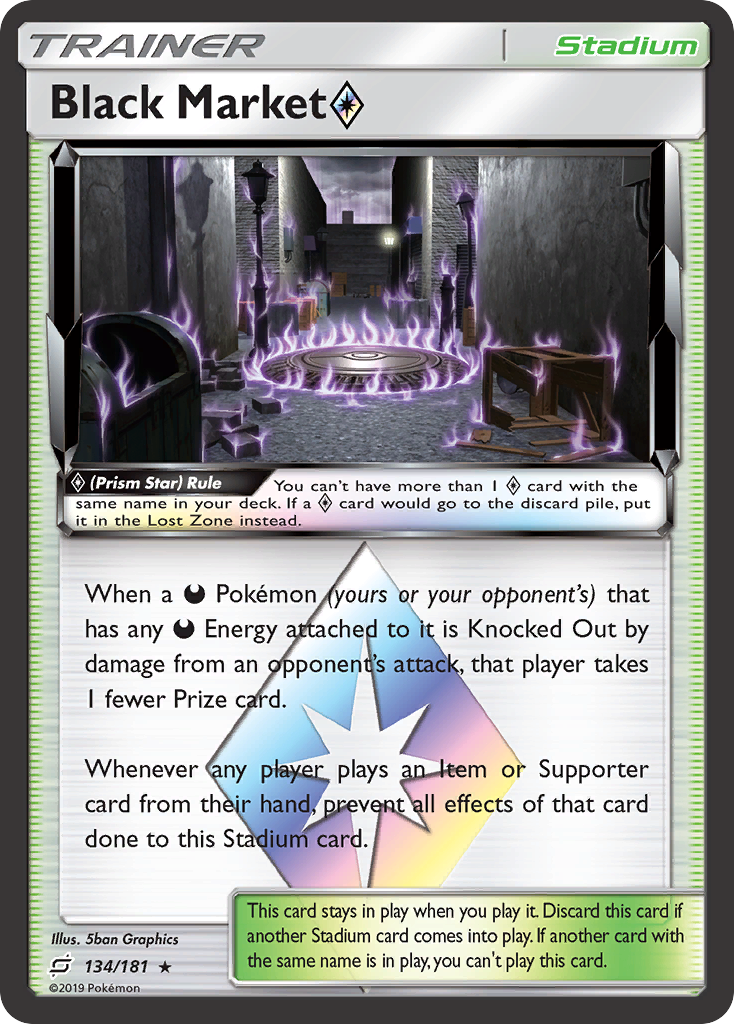 TRAINER Stadium
Black Market ◇
(Prism Star) Rule You can't have more than 1 ◇ card with the
same name in your deck. If a ◇ card would go to the discard pile, put
it in the Lost Zone instead.
When a Pokémon (yours or your opponent's) that
has any Energy attached to it is Knocked Out by
damage from an opponent's attack, that player takes
1 fewer Prize card.
Whenever any player plays an Item or Supporter
card from their hand, prevent all effects of that card
done to this Stadium card.
This card stays in play when you play it. Discard this card if
another Stadium card comes into play. If another card with
the same name is in play, you can't play this card.
Illus. 5ban Graphics
134/181 ★
©2019 Pokémon